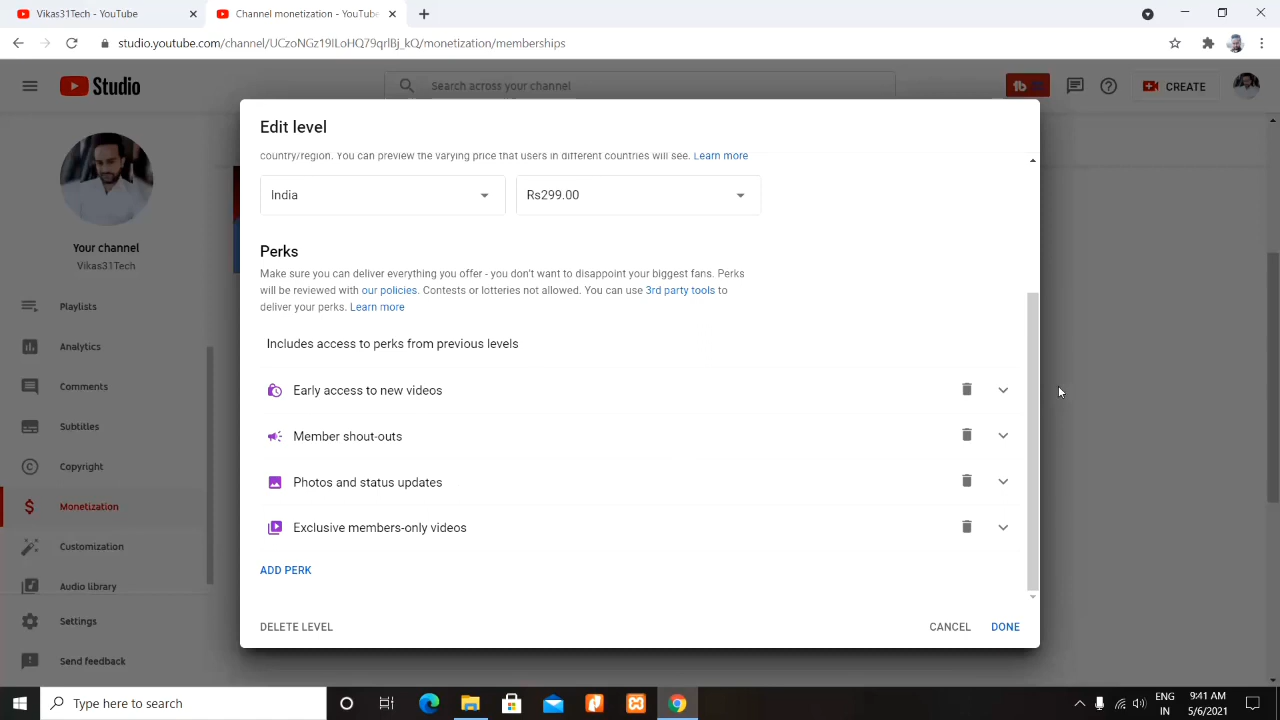 Vikas31Tech - YouTube
Channel monetization - YouTube
studio.youtube.com/channel/UCzoNGz19ILoHQ79qrlBj_kQ/monetization/memberships
Studio
Search across your channel
CREATE
Edit level
country/region. You can preview the varying price that users in different countries will see. Learn more
India
Rs299.00
Your channel
Vikas31Tech
Perks
Make sure you can deliver everything you offer - you don't want to disappoint your biggest fans. Perks
will be reviewed with our policies. Contests or lotteries not allowed. You can use 3rd party tools to
deliver your perks. Learn more
Includes access to perks from previous levels
Early access to new videos
Member shout-outs
Photos and status updates
Exclusive members-only videos
ADD PERK
DELETE LEVEL
CANCEL
DONE
Playlists
Analytics
Comments
Subtitles
Copyright
Monetization
Customization
Audio library
Settings
Send feedback
Type here to search
ENG
IN
9:41 AM
5/6/2021